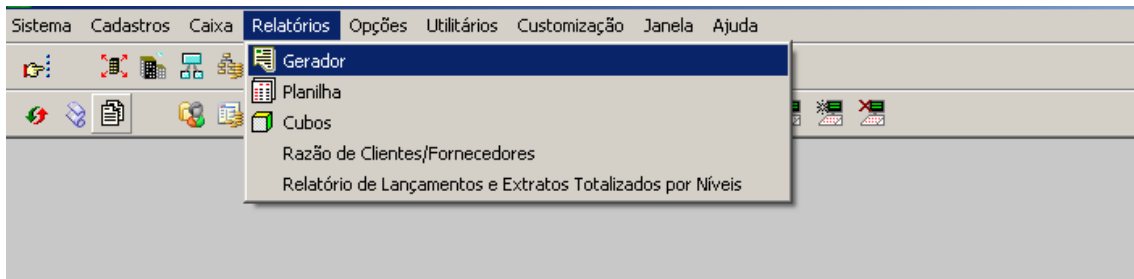 Sistema Cadastros Caixa Relatórios Opções Utilitários Customização Janela Ajuda
Gerador
Planilha
Cubos
Razão de Clientes/Fornecedores
Relatório de Lançamentos e Extratos Totalizados por Níveis